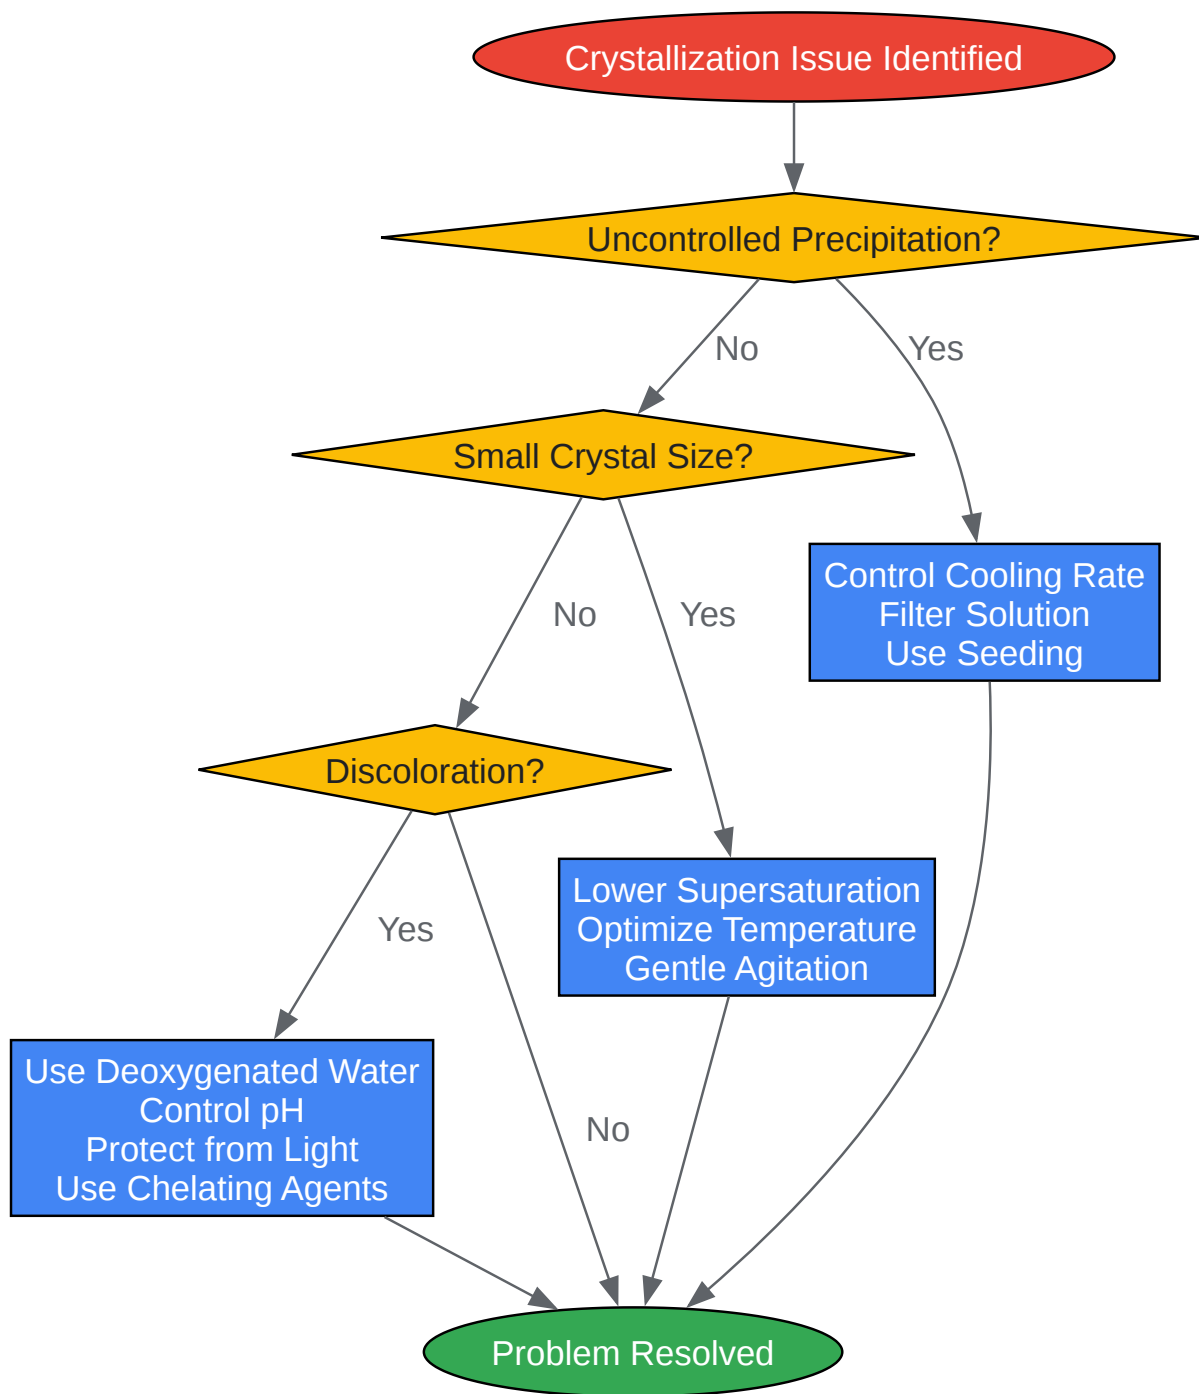 Crystallization Issue Identified
Uncontrolled Precipitation?
No
Yes
Small Crystal Size?
Control Cooling Rate
Filter Solution
Use Seeding
No
Yes
Discoloration?
Lower Supersaturation
Optimize Temperature
Gentle Agitation
Yes
Use Deoxygenated Water
Control pH
Protect from Light
Use Chelating Agents
No
Problem Resolved